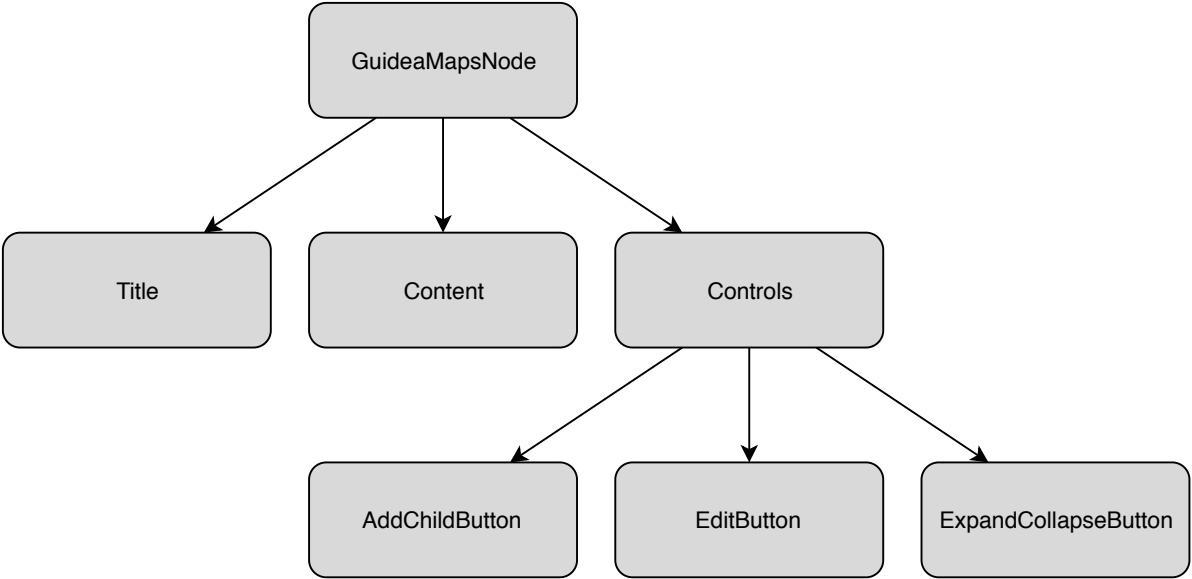 GuideaMapsNode
Title
Content
Controls
AddChildButton
EditButton
ExpandCollapseButton